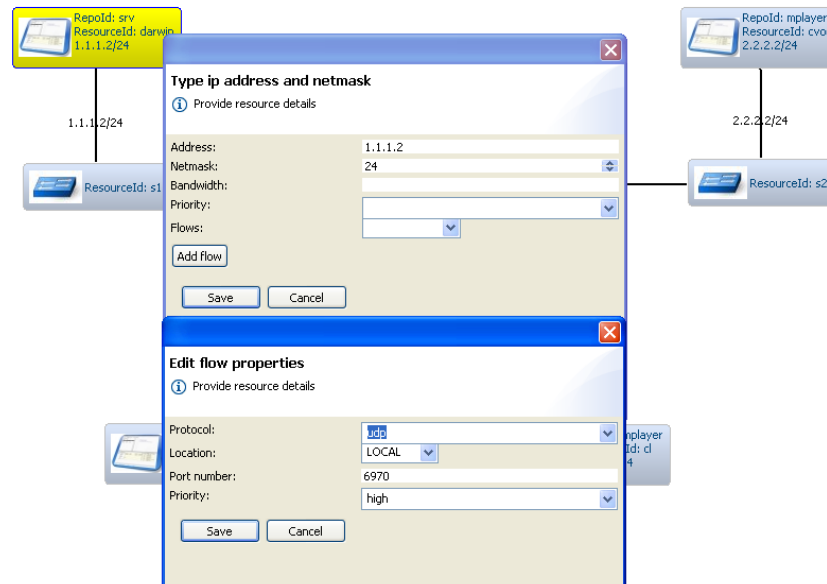 RepoId: srv
ResourceId: darwin
1.1.1.2/24
RepoId: mplayer
ResourceId: cvo
2.2.2.2/24
1.1.1.2/24
2.2.2.2/24
ResourceId: s1
ResourceId: s2
Type ip address and netmask
Provide resource details
Address: 1.1.1.2
Netmask: 24
Bandwidth:
Priority:
Flows:
Add flow
Save Cancel
Edit flow properties
Provide resource details
Protocol: udp
Location: LOCAL
Port number: 6970
Priority: high
Save Cancel
mplayer
Id: cl
4